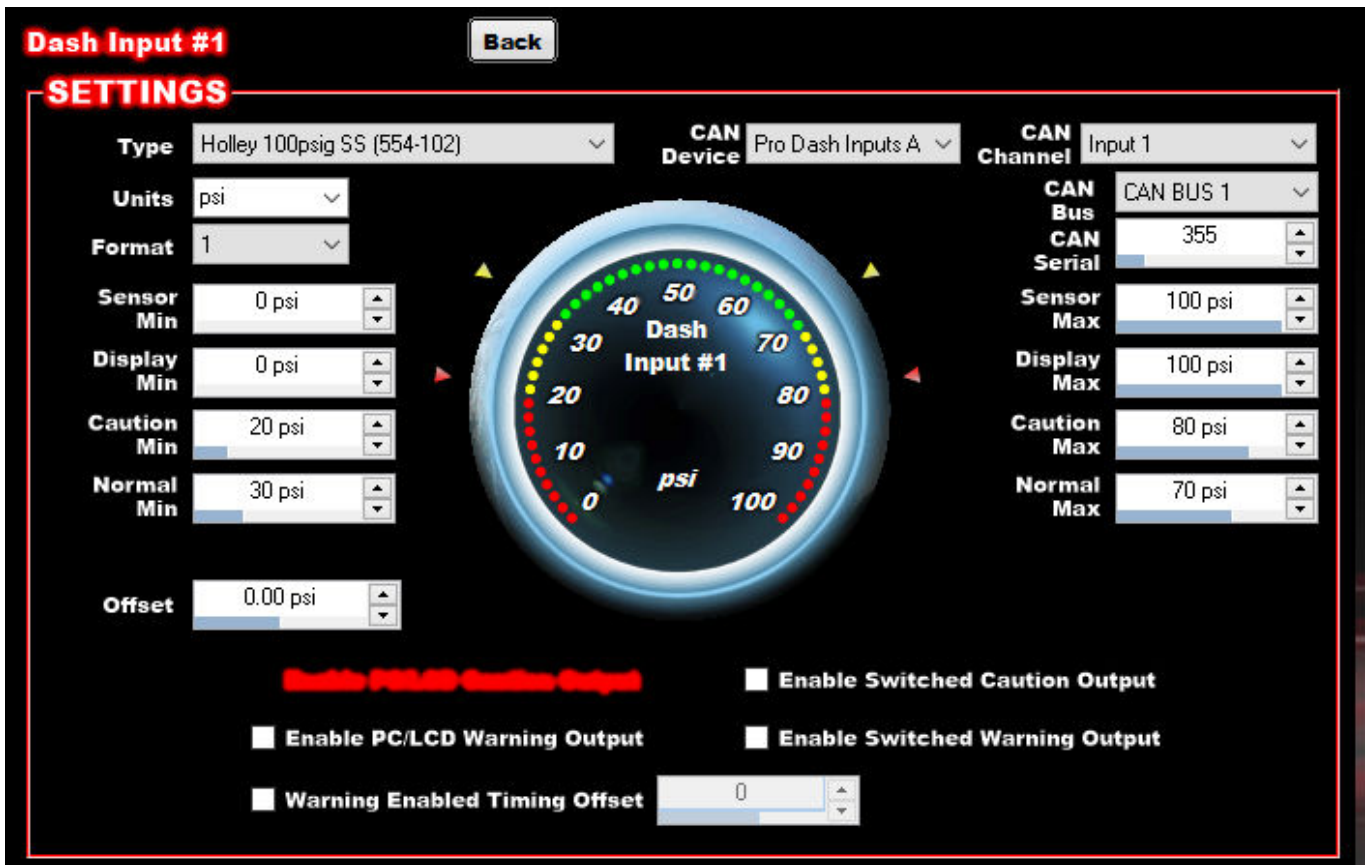 Dash Input #1
Back
SETTINGS
Type
Holley 100psig SS (554-102)
CAN Device
Pro Dash Inputs A
CAN Channel
Input 1
Units
psi
CAN Bus
CAN BUS 1
Format
1
CAN Serial
355
Sensor Min
0 psi
Sensor Max
100 psi
Display Min
0 psi
Display Max
100 psi
Caution Min
20 psi
Caution Max
80 psi
Normal Min
30 psi
Normal Max
70 psi
0
10
20
30
40
50
60
70
80
90
100
Dash
Input #1
psi
Offset
0.00 psi
Enable PC/LCD Caution Output
Enable Switched Caution Output
Enable PC/LCD Warning Output
Enable Switched Warning Output
Warning Enabled Timing Offset
0